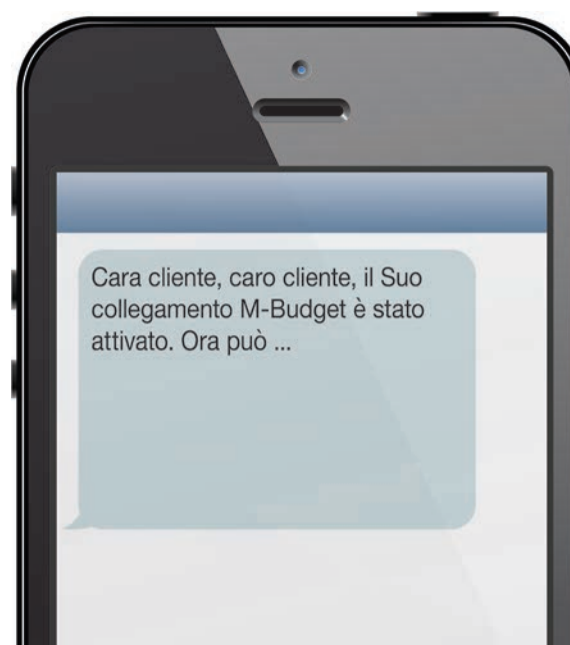 Cara cliente, caro cliente, il Suo
collegamento M-Budget è stato
attivato. Ora può ...